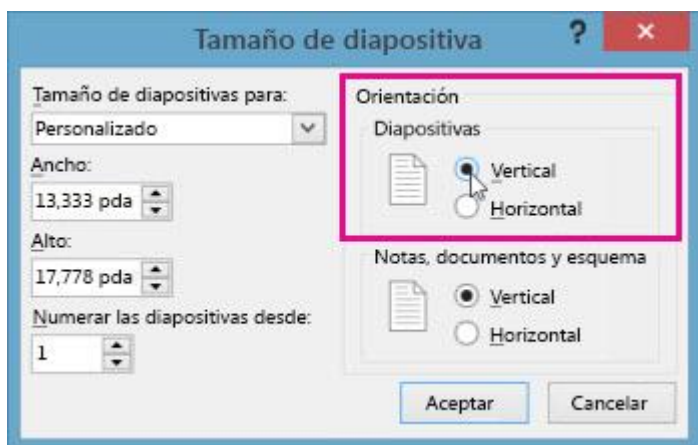 Tamaño de diapositiva
?
×
Tamaño de diapositivas para:
Personalizado
Ancho:
13,333 pda
Alto:
17,778 pda
Numerar las diapositivas desde:
1
Orientación
Diapositivas
Vertical
Horizontal
Notas, documentos y esquema
Vertical
Horizontal
Aceptar
Cancelar